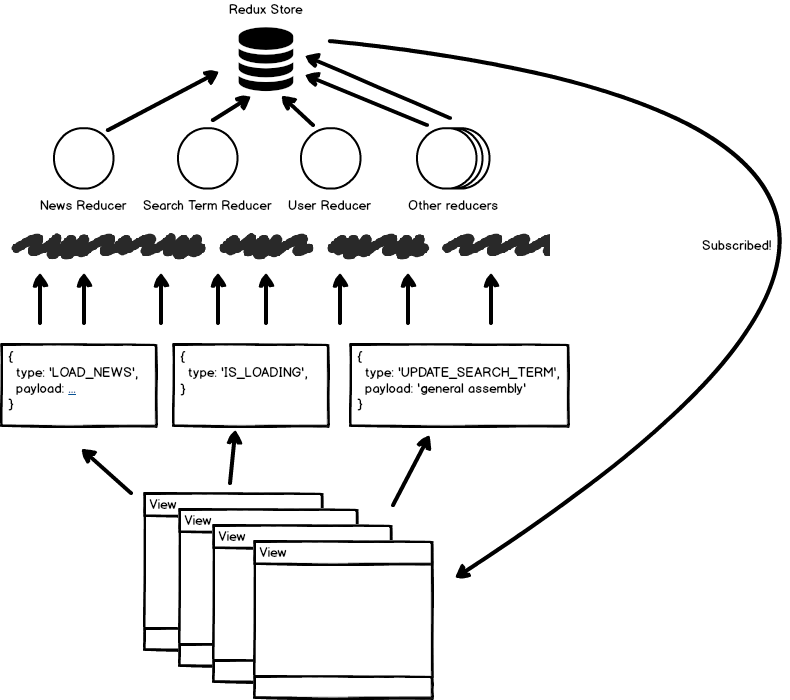 Redux Store
News Reducer
Search Term Reducer
User Reducer
Other reducers
Subscribed!
{
type: 'LOAD_NEWS',
payload: ...
}
{
type: 'IS_LOADING',
}
{
type: 'UPDATE_SEARCH_TERM',
payload: 'general assembly'
}
View
View
View
View